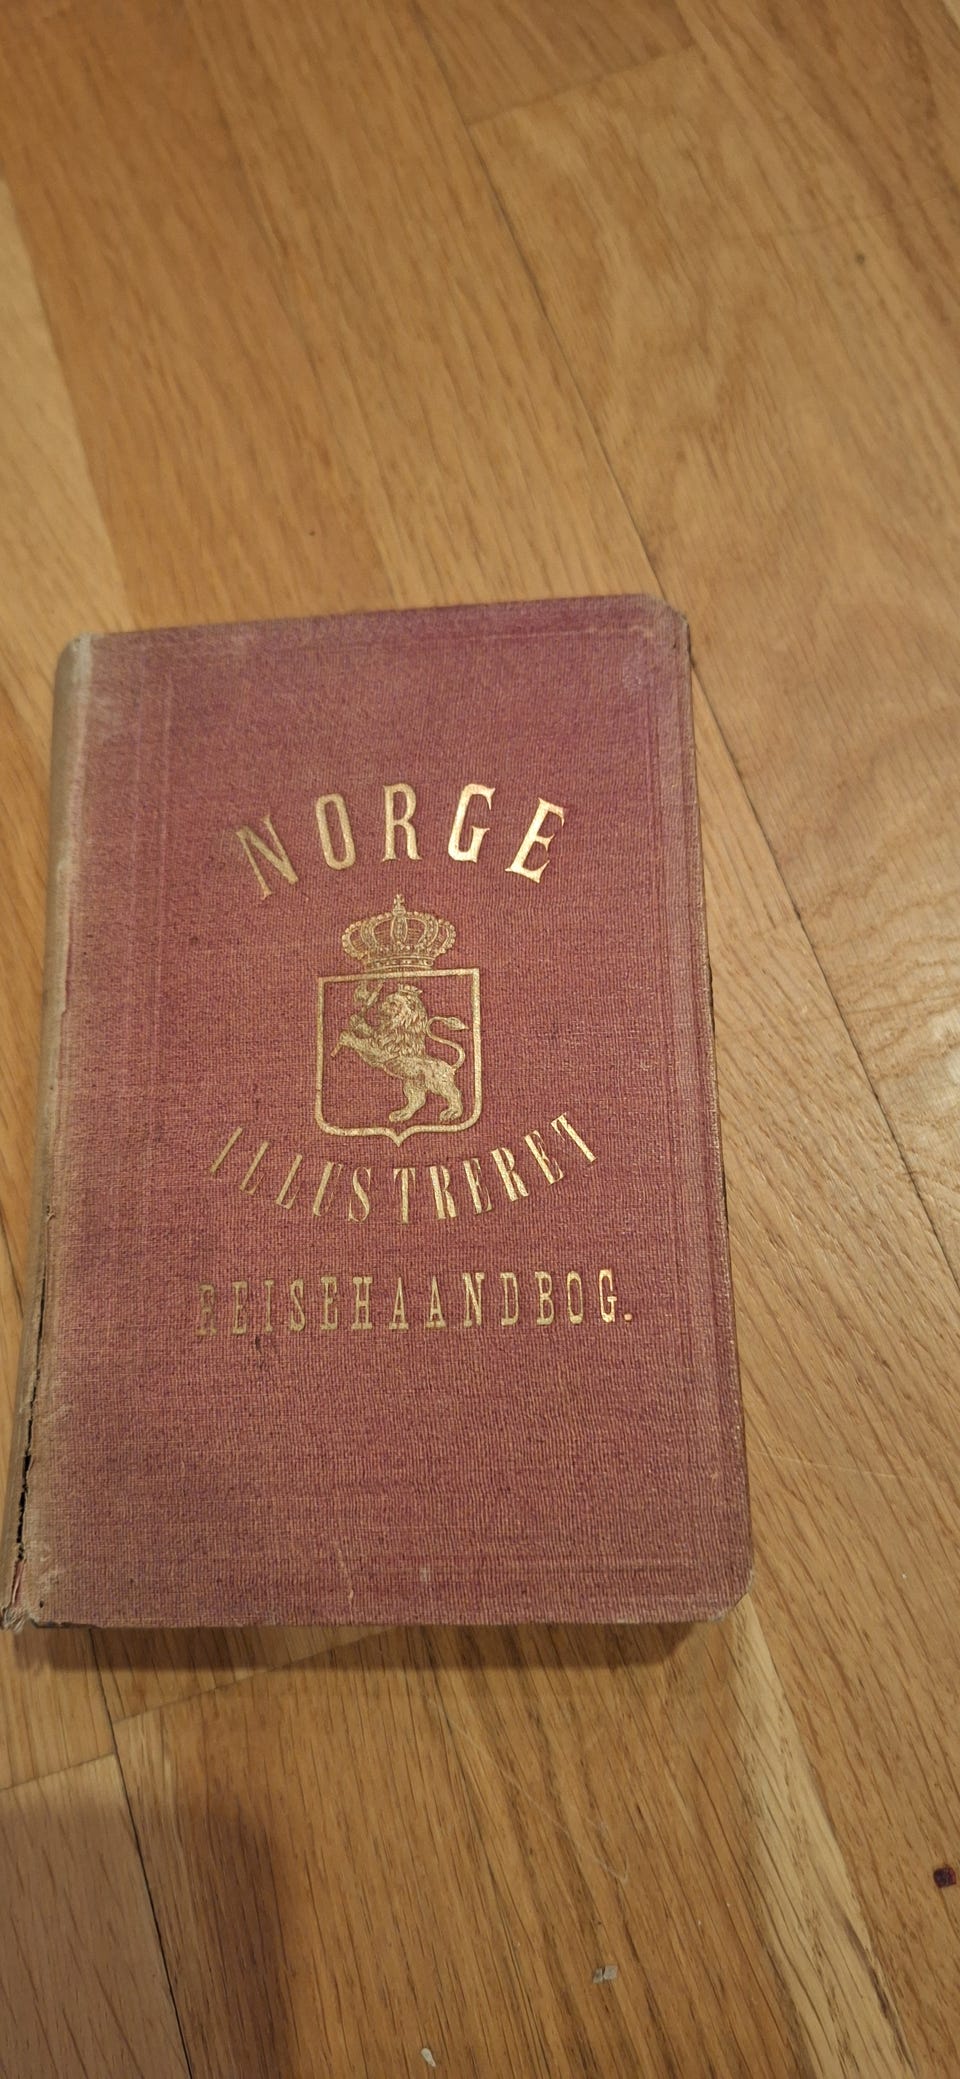 NORGE
ILLUSTRERET
REISEHAANDBOG.